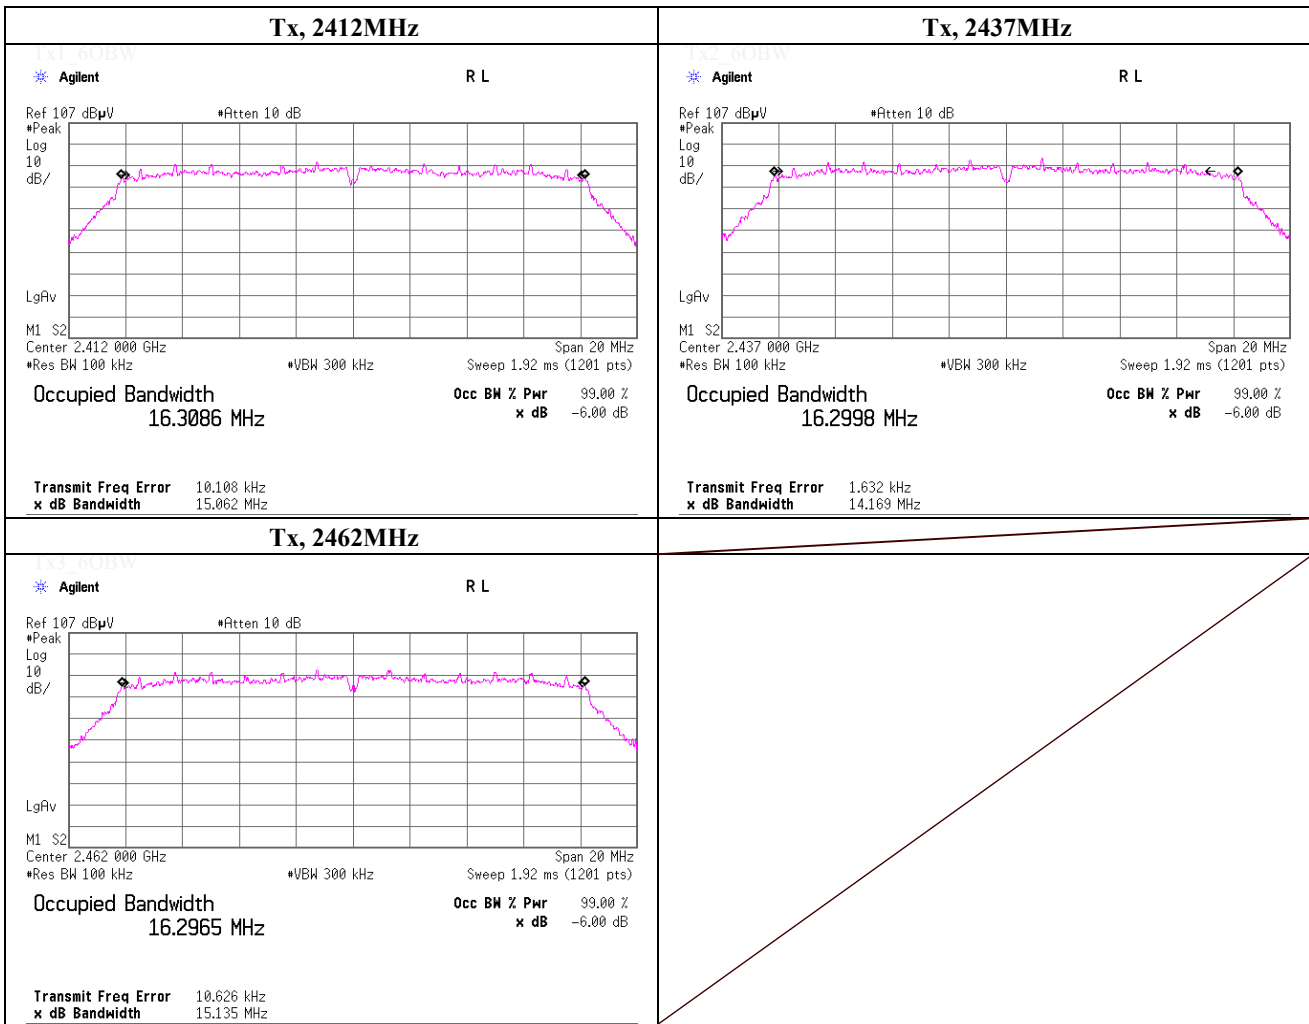 Tx, 2412MHz
Tx1_6OBW
Agilent R L
Ref 107 dBµV #Atten 10 dB
#Peak
Log
10
dB/
LgAv
M1 S2
Center 2.412 000 GHz Span 20 MHz
#Res BW 100 kHz #VBW 300 kHz Sweep 1.92 ms (1201 pts)
Occupied Bandwidth Occ BW % Pwr 99.00 %
16.3086 MHz x dB -6.00 dB
Transmit Freq Error 10.108 kHz
x dB Bandwidth 15.062 MHz
Tx, 2437MHz
Tx2_6OBW
Agilent R L
Ref 107 dBµV #Atten 10 dB
#Peak
Log
10
dB/
LgAv
M1 S2
Center 2.437 000 GHz Span 20 MHz
#Res BW 100 kHz #VBW 300 kHz Sweep 1.92 ms (1201 pts)
Occupied Bandwidth Occ BW % Pwr 99.00 %
16.2998 MHz x dB -6.00 dB
Transmit Freq Error 1.632 kHz
x dB Bandwidth 14.169 MHz
Tx, 2462MHz
Tx3_6OBW
Agilent R L
Ref 107 dBµV #Atten 10 dB
#Peak
Log
10
dB/
LgAv
M1 S2
Center 2.462 000 GHz Span 20 MHz
#Res BW 100 kHz #VBW 300 kHz Sweep 1.92 ms (1201 pts)
Occupied Bandwidth Occ BW % Pwr 99.00 %
16.2965 MHz x dB -6.00 dB
Transmit Freq Error 10.626 kHz
x dB Bandwidth 15.135 MHz